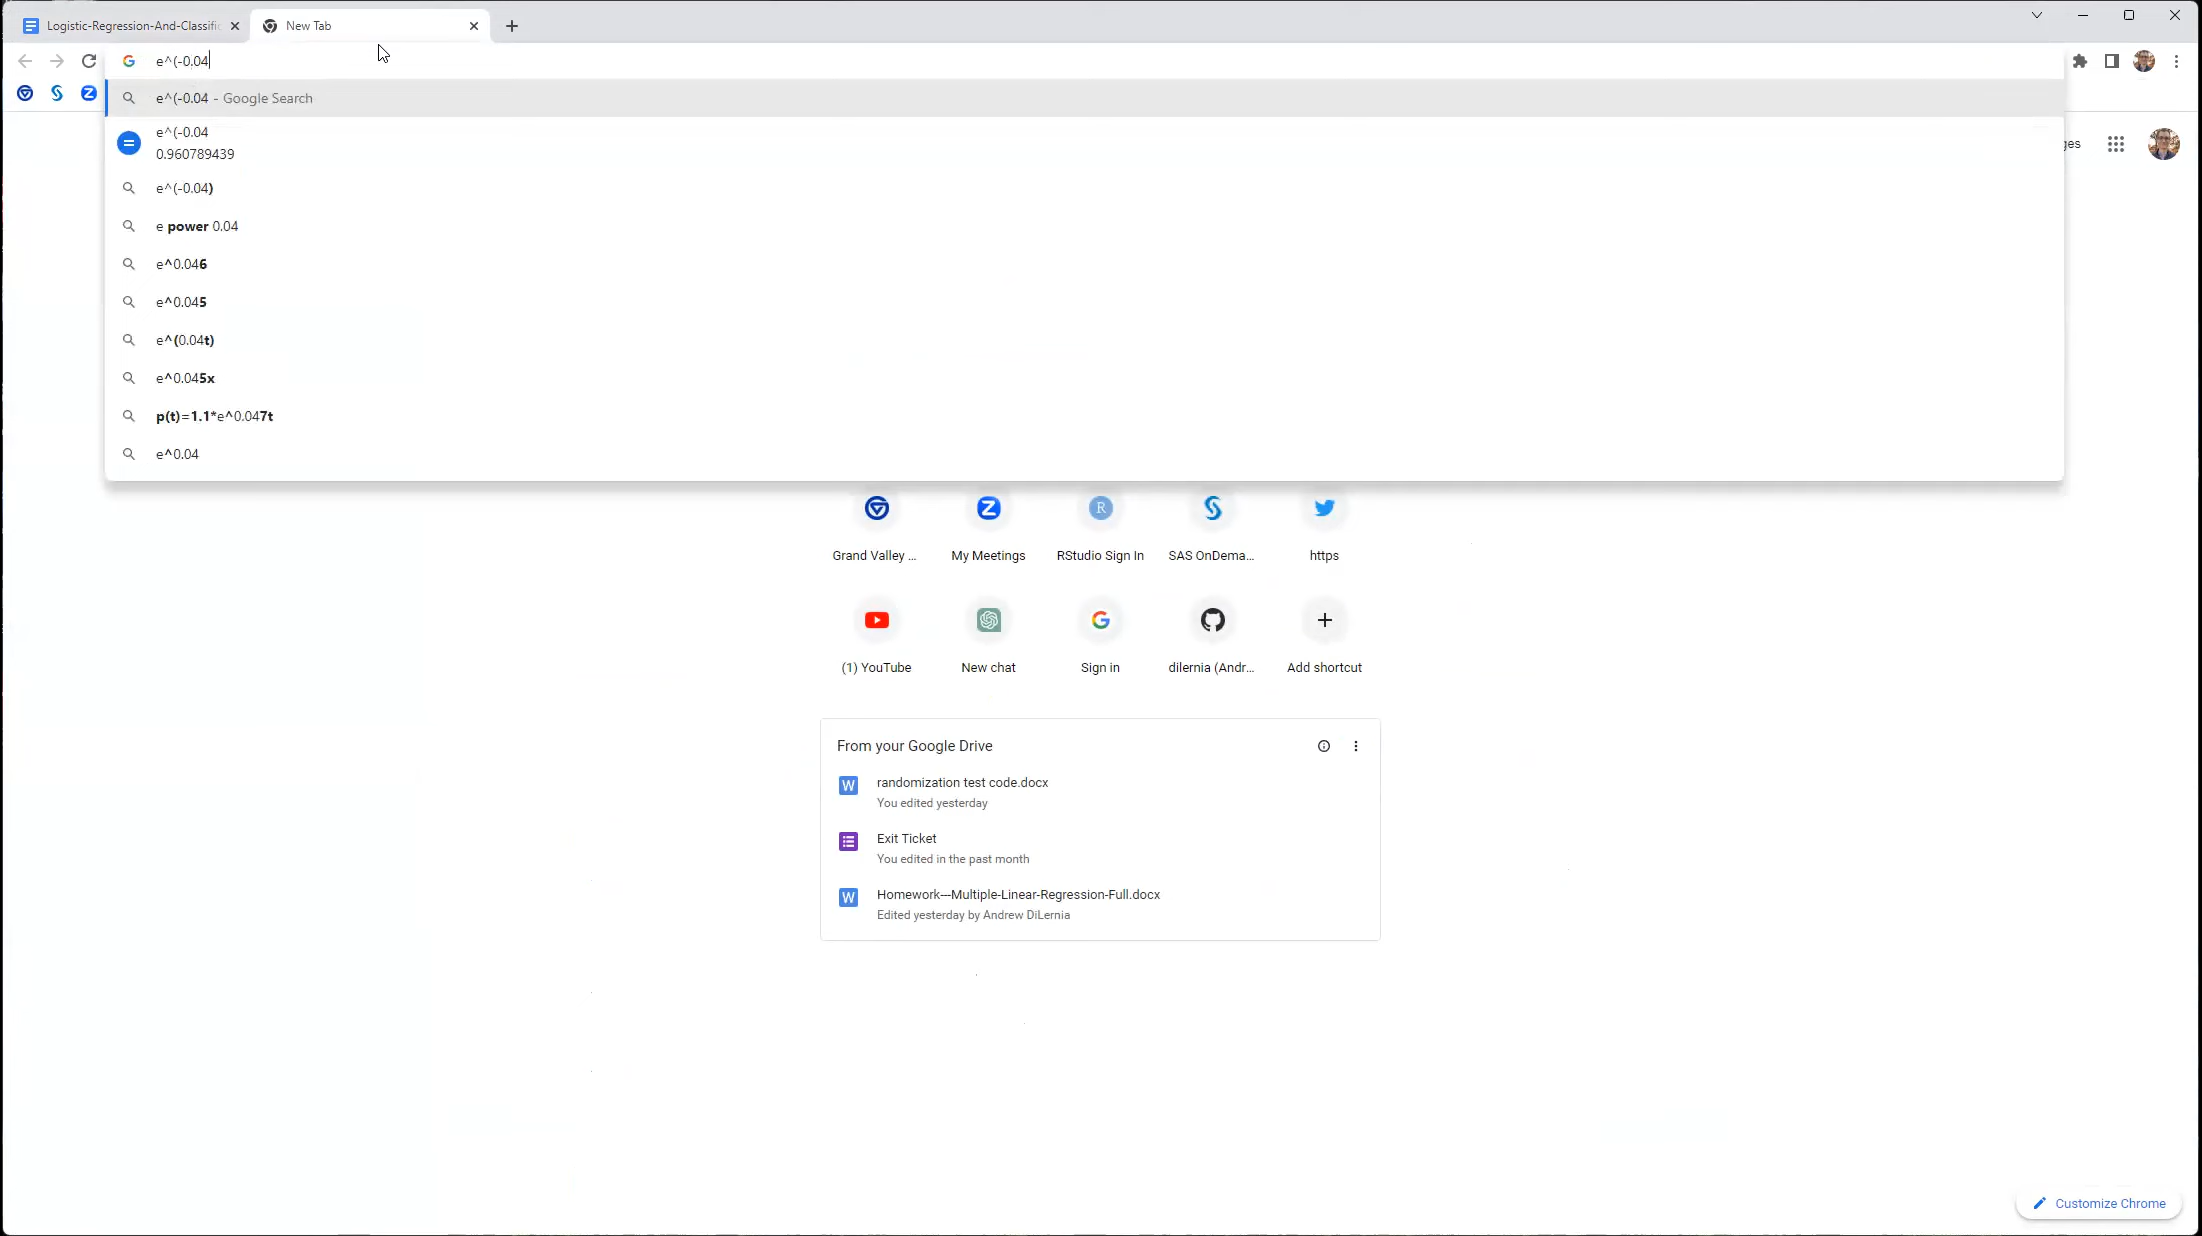 Logistic-Regression-And-Classific
New Tab
e^(-0.04
e^(-0.04 - Google Search
e^(-0.04
0.960789439
e^(-0.04)
e power 0.04
e^0.046
e^0.045
e^(0.04t)
e^0.045x
p(t)=1.1*e^0.047t
e^0.04
Grand Valley ...
My Meetings
RStudio Sign In
SAS OnDema...
https
(1) YouTube
New chat
Sign in
dilernia (Andr...
Add shortcut
From your Google Drive
randomization test code.docx
You edited yesterday
Exit Ticket
You edited in the past month
Homework---Multiple-Linear-Regression-Full.docx
Edited yesterday by Andrew DiLernia
Customize Chrome